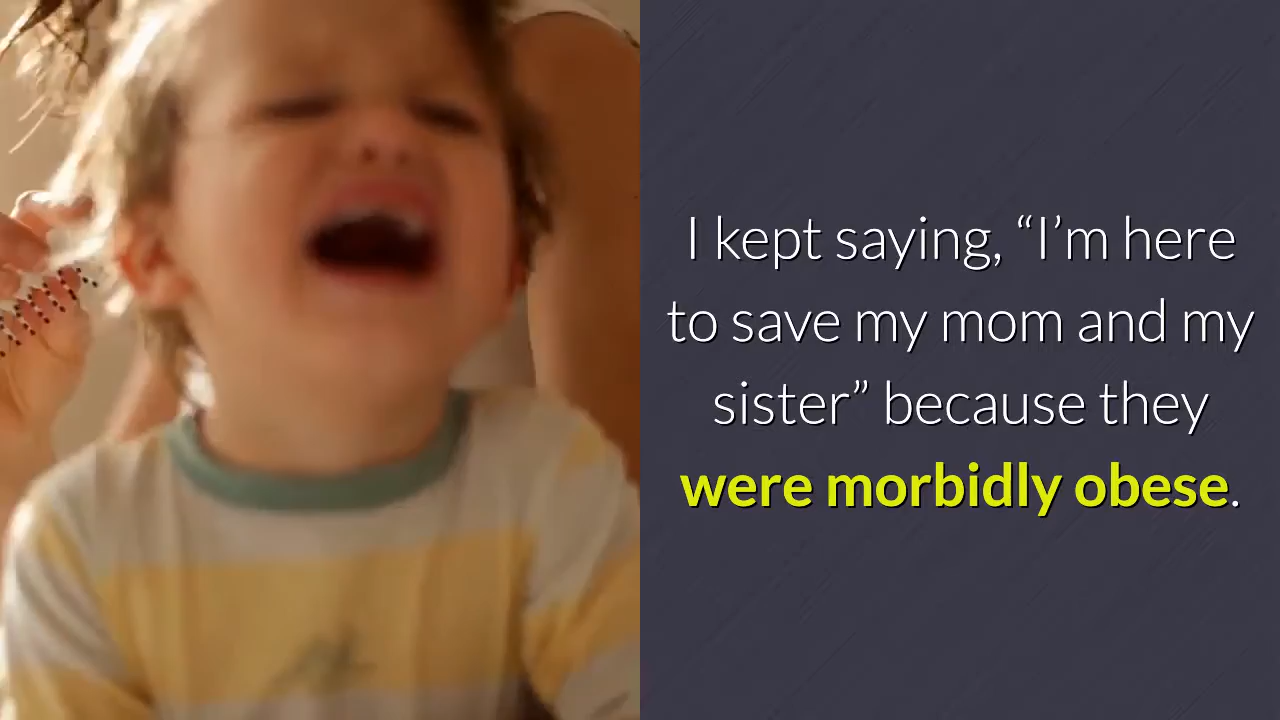 I kept saying, “I’m here
to save my mom and my
sister” because they
were morbidly obese.